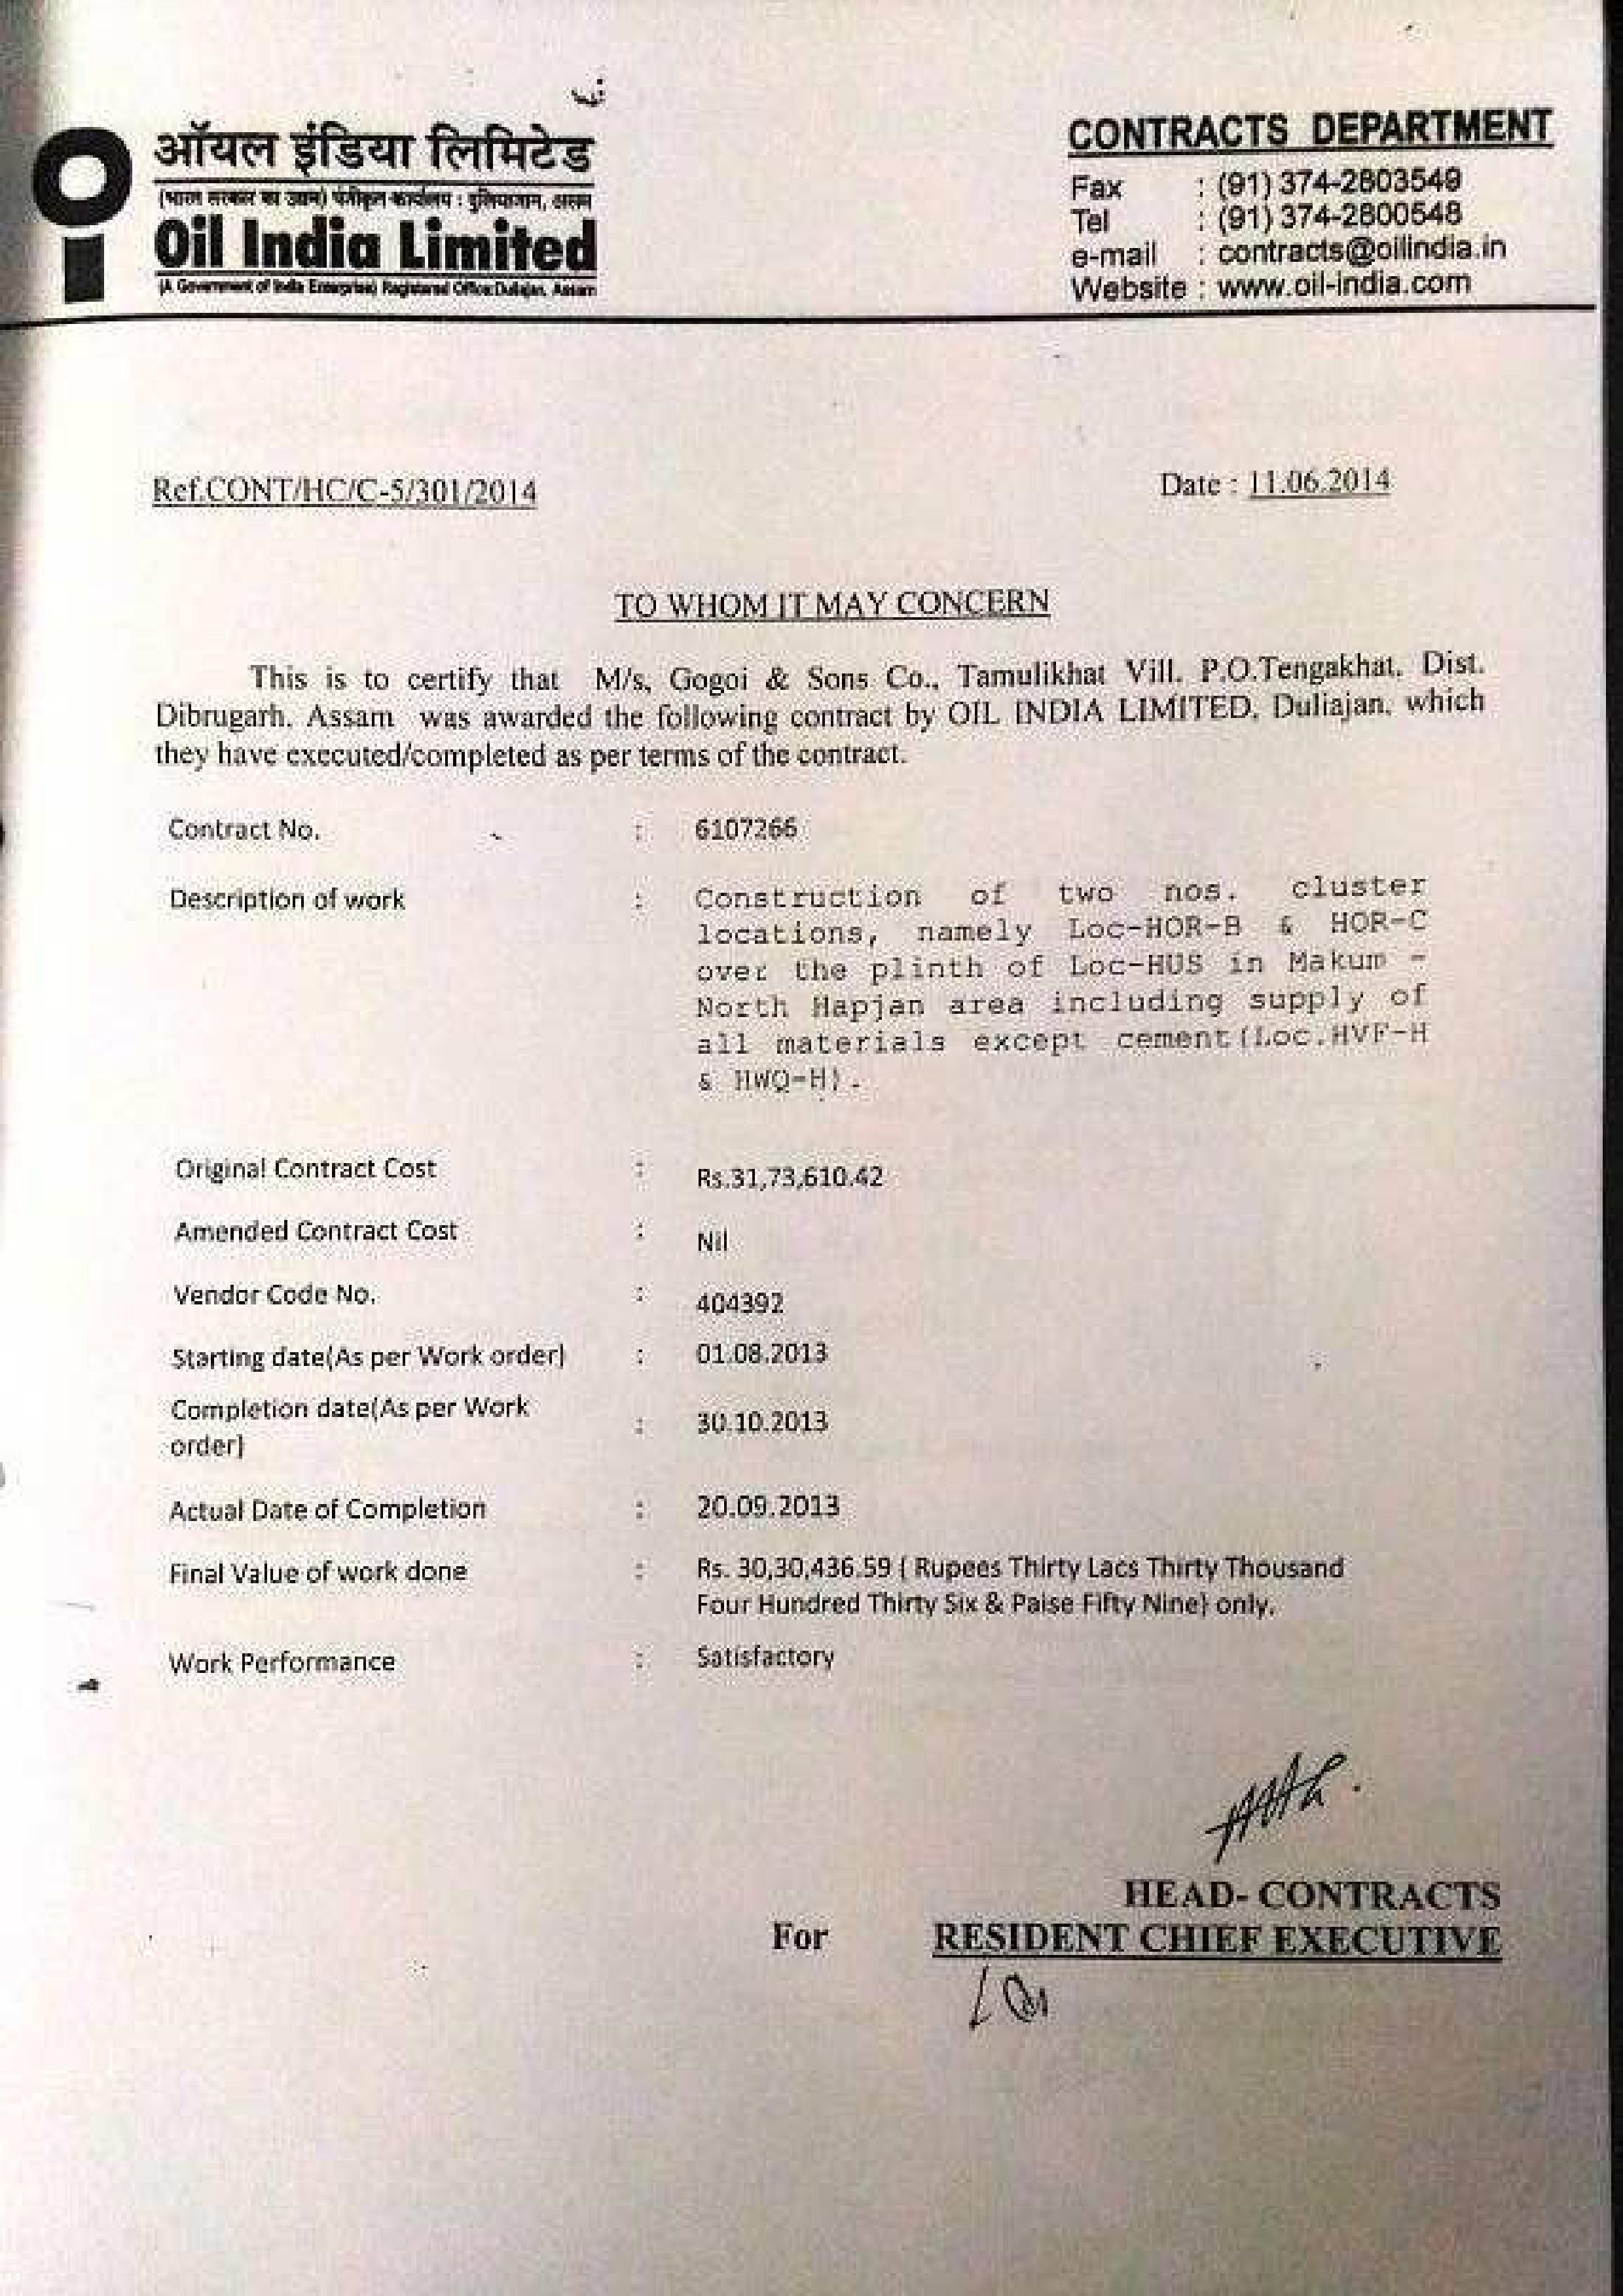 ऑयल इंडिया लिमिटेड
(भारत सरकार का उद्यम) पंजीकृत कार्यालय : दुलियाजान, असम
Oil India Limited
(A Government of India Enterprise) Registered Office: Duliajan, Assam
CONTRACTS DEPARTMENT
Fax : (91) 374-2803549
Tel : (91) 374-2800548
e-mail : contracts@oilindia.in
Website : www.oil-india.com
Ref.CONT/HC/C-5/301/2014
Date : 11.06.2014
TO WHOM IT MAY CONCERN
This is to certify that M/s, Gogoi & Sons Co., Tamulikhat Vill. P.O.Tengakhat. Dist.
Dibrugarh. Assam was awarded the following contract by OIL INDIA LIMITED, Duliajan. which
they have executed/completed as per terms of the contract.
Contract No. : 6107266
Description of work : Construction of two nos. cluster
locations, namely Loc-HOR-B & HOR-C
over the plinth of Loc-HUS in Makum -
North Hapjan area including supply of
all materials except cement(Loc.HVF-H
& HWQ-H).
Original Contract Cost : Rs.31,73,610.42
Amended Contract Cost : Nil
Vendor Code No. : 404392
Starting date(As per Work order) : 01.08.2013
Completion date(As per Work
order) : 30.10.2013
Actual Date of Completion : 20.09.2013
Final Value of work done : Rs. 30,30,436.59 ( Rupees Thirty Lacs Thirty Thousand
Four Hundred Thirty Six & Paise Fifty Nine) only.
Work Performance : Satisfactory
HEAD- CONTRACTS
For RESIDENT CHIEF EXECUTIVE